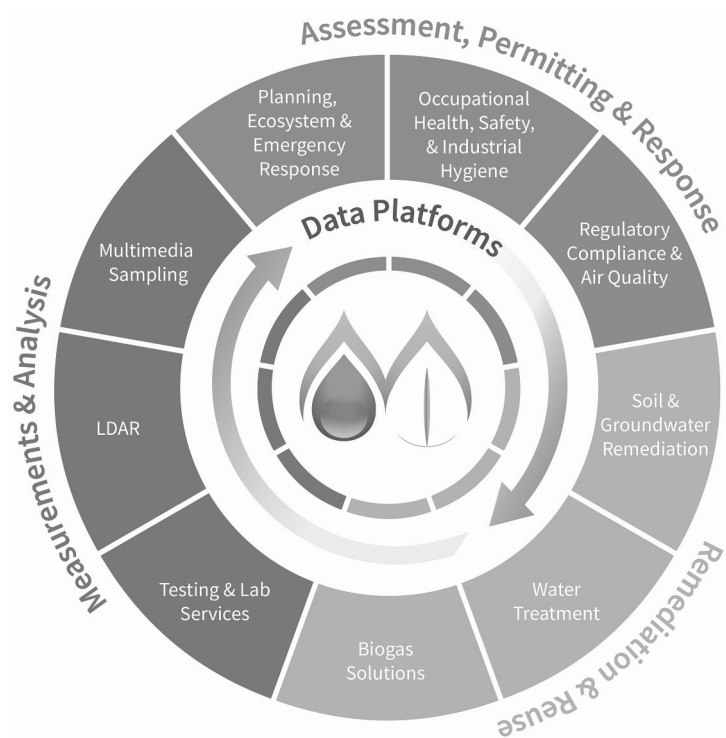 Assessment, Permitting & Response
Planning,
Ecosystem &
Emergency
Response
Occupational
Health, Safety,
& Industrial
Hygiene
Regulatory
Compliance &
Air Quality
Soil &
Groundwater
Remediation
Water
Treatment
Biogas
Solutions
Remediation & Reuse
Testing & Lab
Services
LDAR
Multimedia
Sampling
Measurements & Analysis
Data Platforms